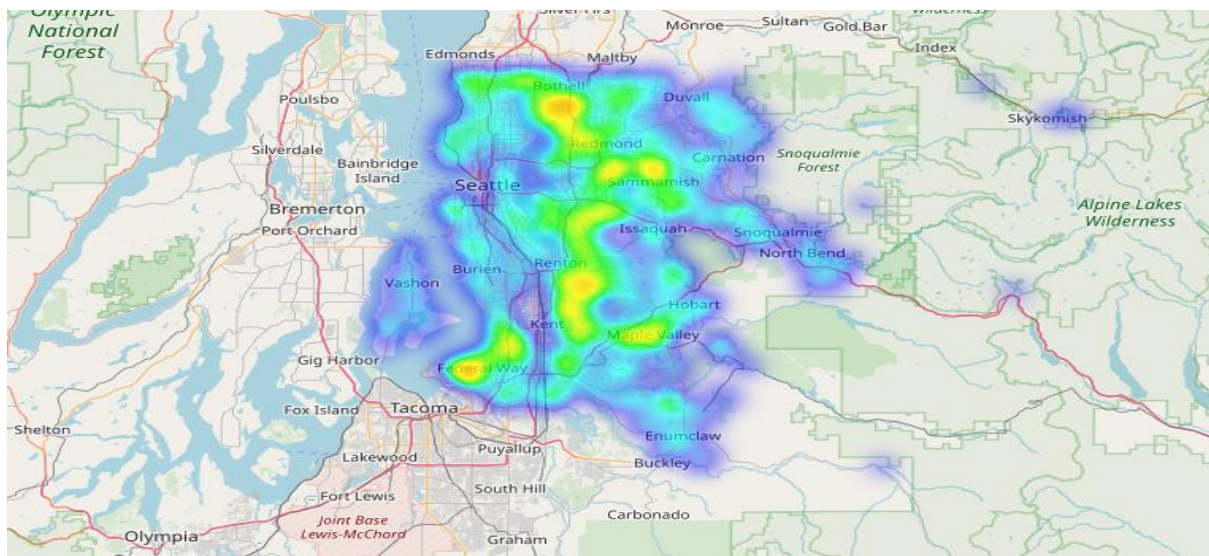 Olympic
National
Forest
Silver Firs
Monroe
Sultan
Gold Bar
Wilderness
Edmonds
Maltby
Index
Poulsbo
Bothell
Duvall
Skykomish
Silverdale
Redmond
Bainbridge
Island
Carnation
Snoqualmie
Forest
Seattle
Sammamish
Bremerton
Alpine Lakes
Wilderness
Port Orchard
Issaquah
Snoqualmie
North Bend
Burien
Renton
Vashon
Hobart
Kent
Maple Valley
Gig Harbor
Federal Way
Fox Island
Tacoma
Shelton
Enumclaw
Puyallup
Lakewood
Buckley
South Hill
Fort Lewis
Carbonado
Joint Base
Lewis-McChord
Olympia
Graham